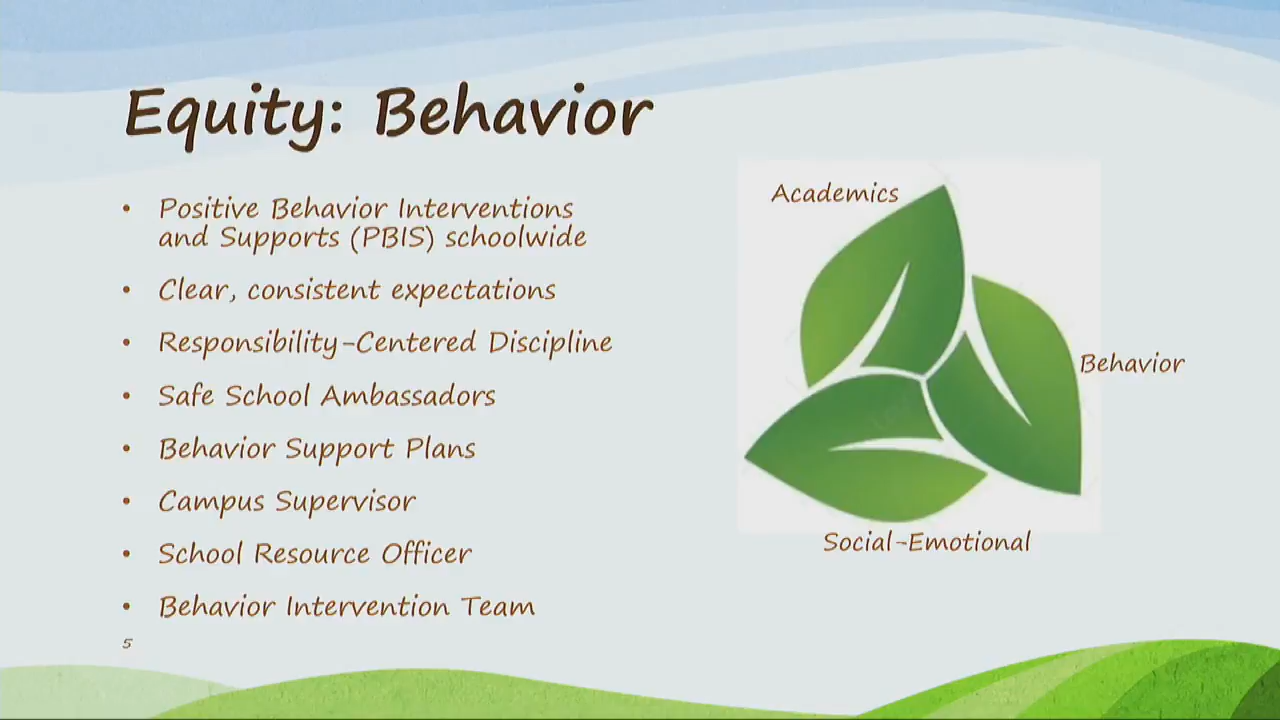 Equity: Behavior
• Positive Behavior Interventions
and Supports (PBIS) schoolwide
• Clear, consistent expectations
• Responsibility-Centered Discipline
• Safe School Ambassadors
• Behavior Support Plans
• Campus Supervisor
• School Resource Officer
• Behavior Intervention Team
5
Academics
Behavior
Social-Emotional